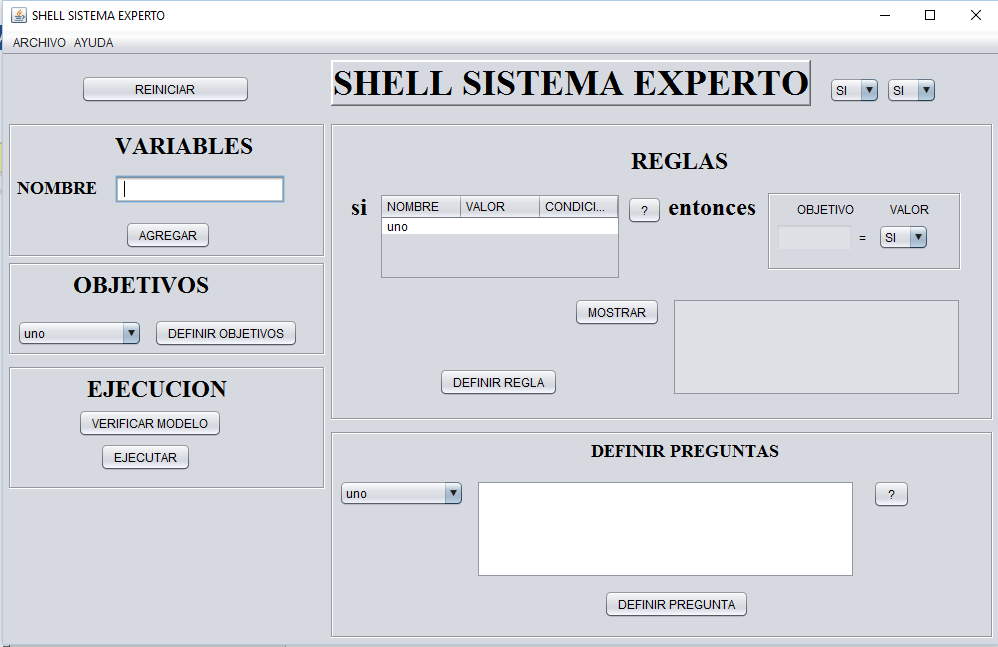 SHELL SISTEMA EXPERTO
ARCHIVO AYUDA
REINICIAR
SHELL SISTEMA EXPERTO
SI SI
VARIABLES
NOMBRE
AGREGAR
OBJETIVOS
uno DEFINIR OBJETIVOS
EJECUCION
VERIFICAR MODELO
EJECUTAR
REGLAS
si NOMBRE VALOR CONDICI... ? entonces OBJETIVO VALOR
uno = SI
MOSTRAR
DEFINIR REGLA
DEFINIR PREGUNTAS
uno ?
DEFINIR PREGUNTA